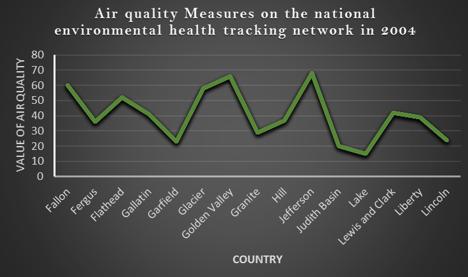 Air quality Measures on the national
environmental health tracking network in 2004
VALUE OF AIR QUALITY
80
70
60
50
40
30
20
10
0
Fallon
Fergus
Flathead
Gallatin
Garfield
Glacier
Golden Valley
Granite
Hill
Jefferson
Judith Basin
Lake
Lewis and Clark
Liberty
Lincoln
COUNTRY